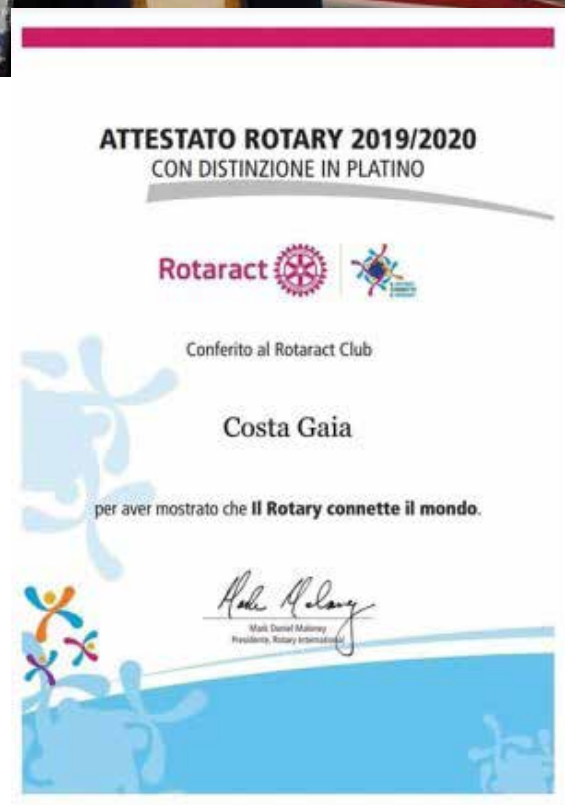 ATTESTATO ROTARY 2019/2020
CON DISTINZIONE IN PLATINO
Rotaract
Conferito al Rotaract Club
Costa Gaia
per aver mostrato che Il Rotary connette il mondo.
Mark Daniel Maloney
Presidente, Rotary International